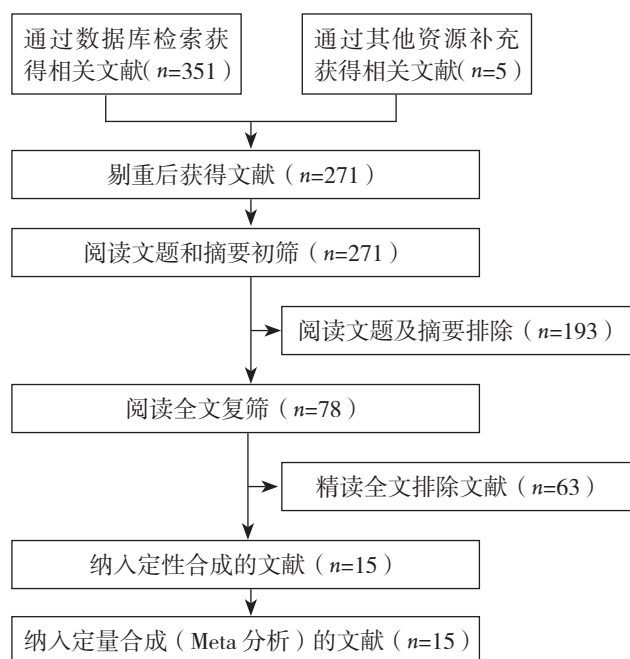 通过数据库检索获
得相关文献（n=351）
通过其他资源补充
获得相关文献（n=5）
剔重后获得文献（n=271）
阅读文题和摘要初筛（n=271）
阅读文题及摘要排除（n=193）
阅读全文复筛（n=78）
精读全文排除文献（n=63）
纳入定性合成的文献（n=15）
纳入定量合成（Meta 分析）的文献（n=15）